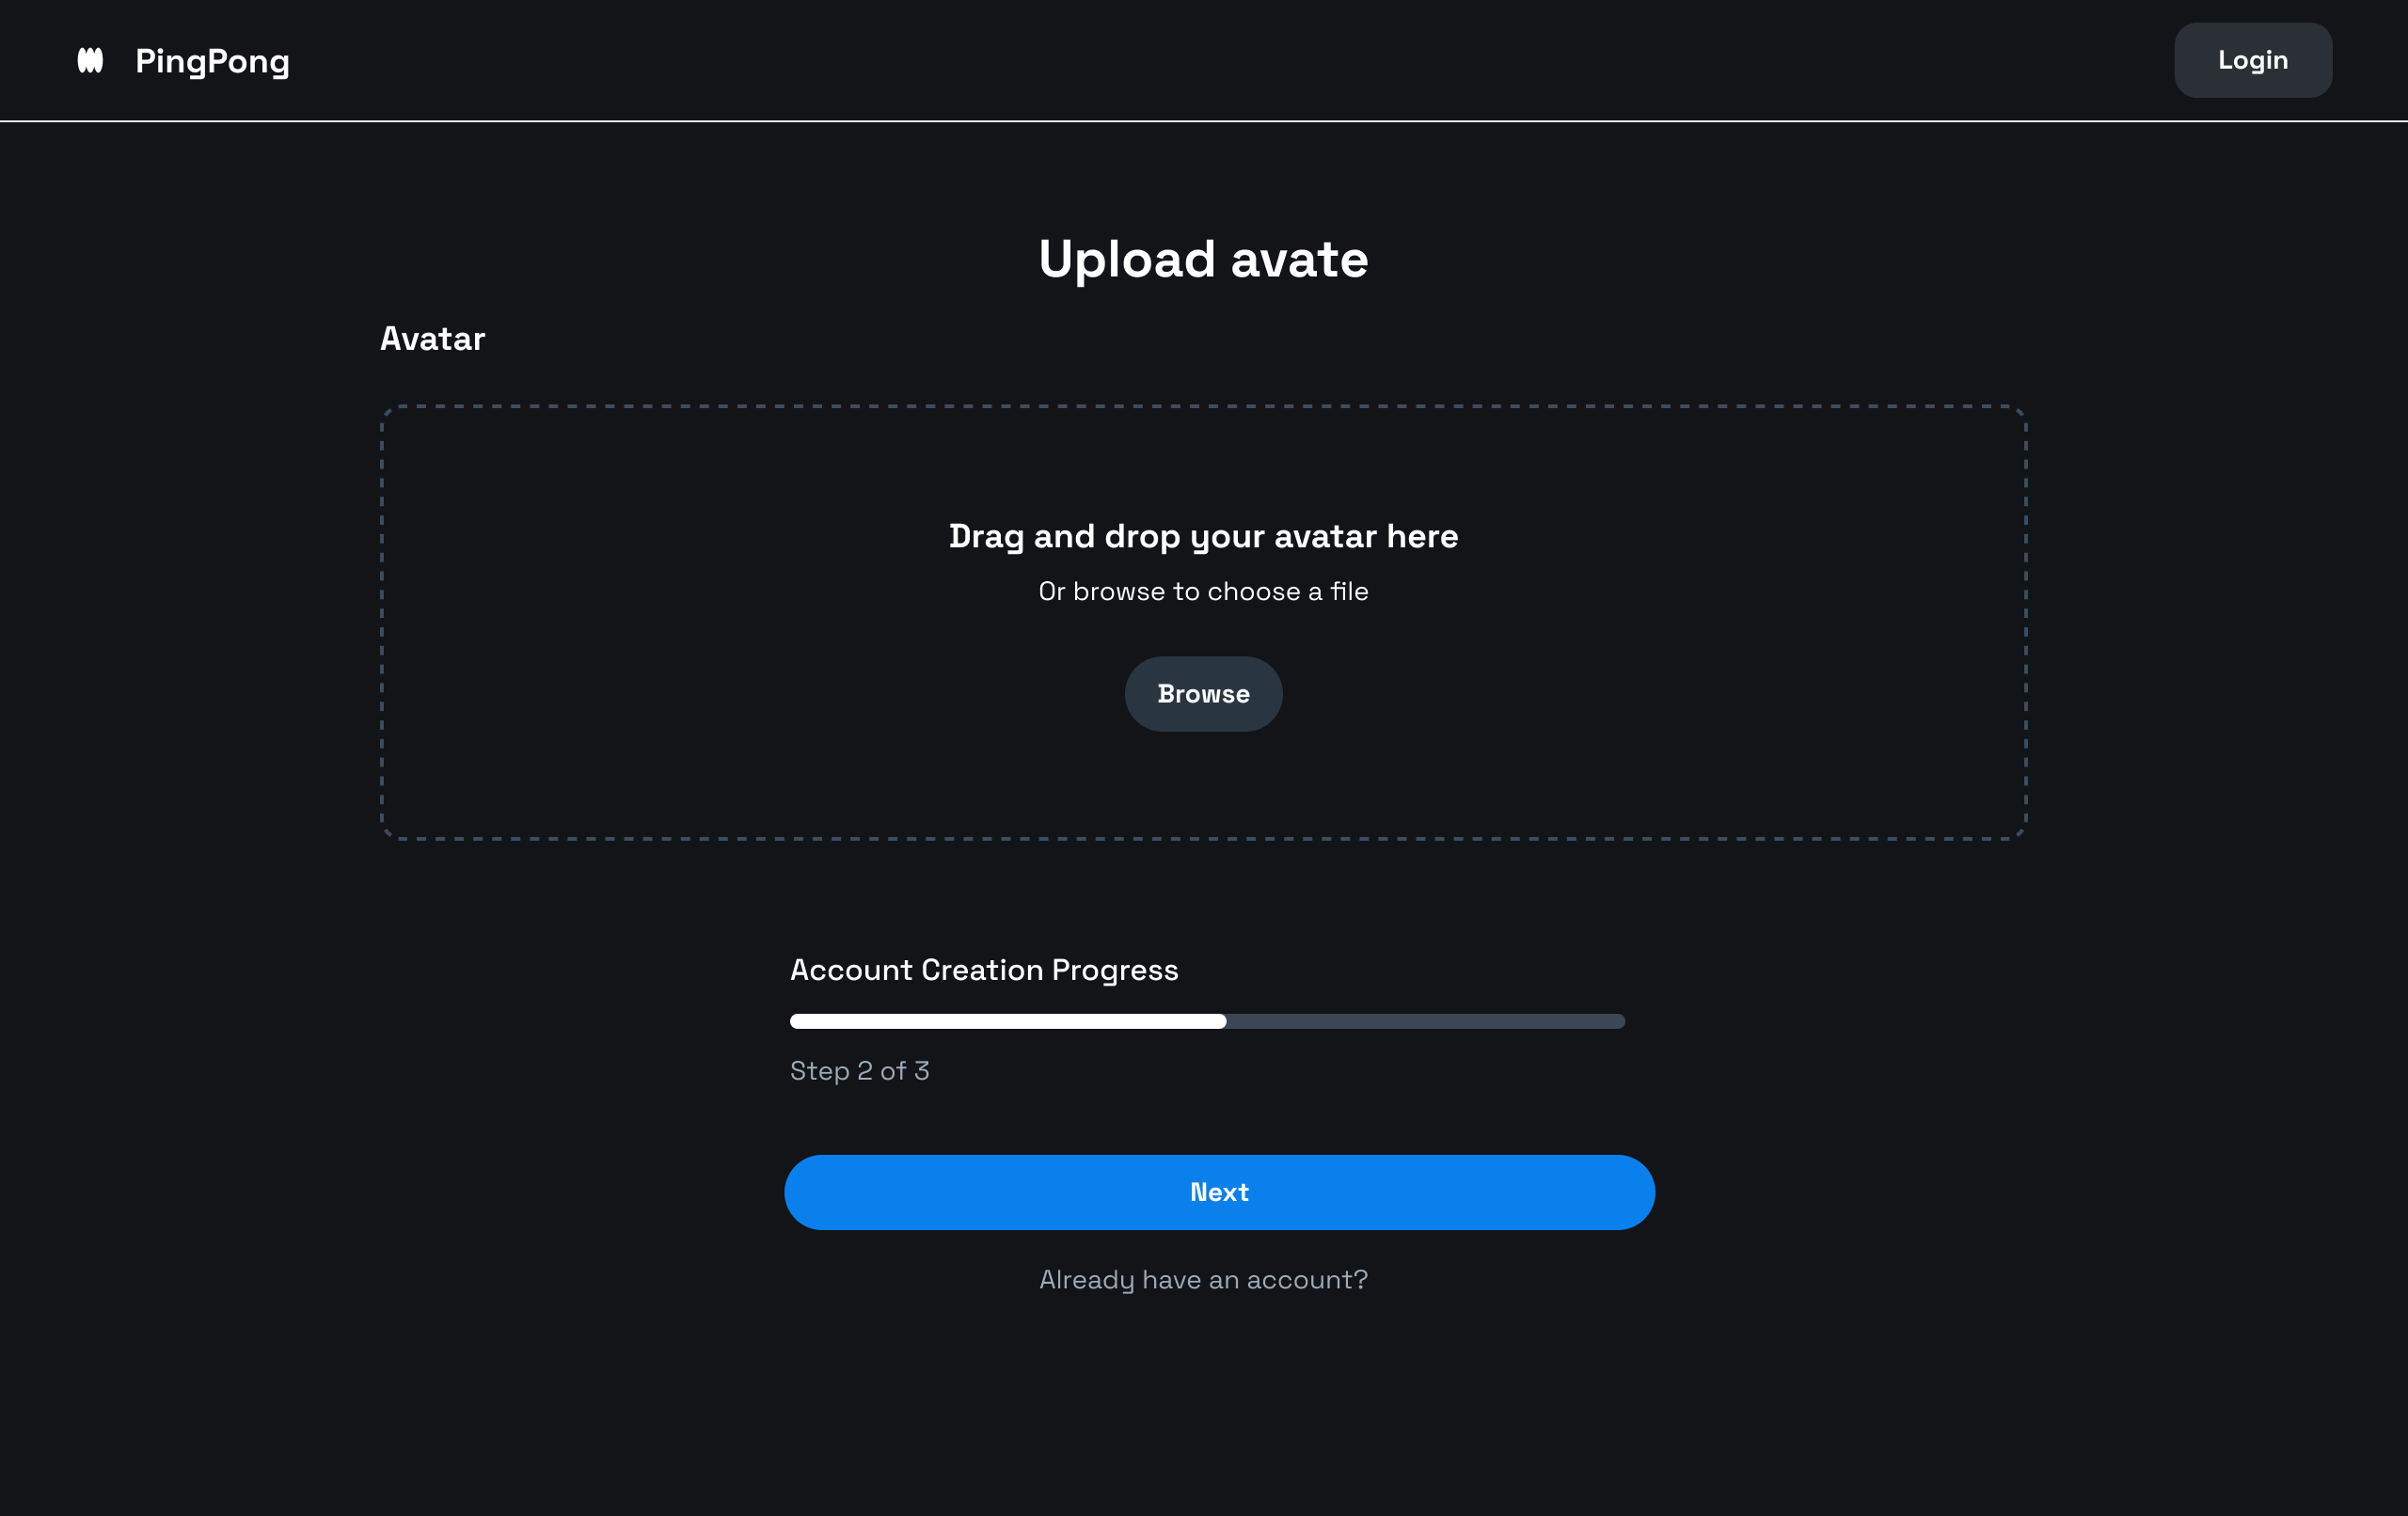 PingPong
Login
Upload avate
Avatar
Drag and drop your avatar here
Or browse to choose a file
Browse
Account Creation Progress
Step 2 of 3
Next
Already have an account?